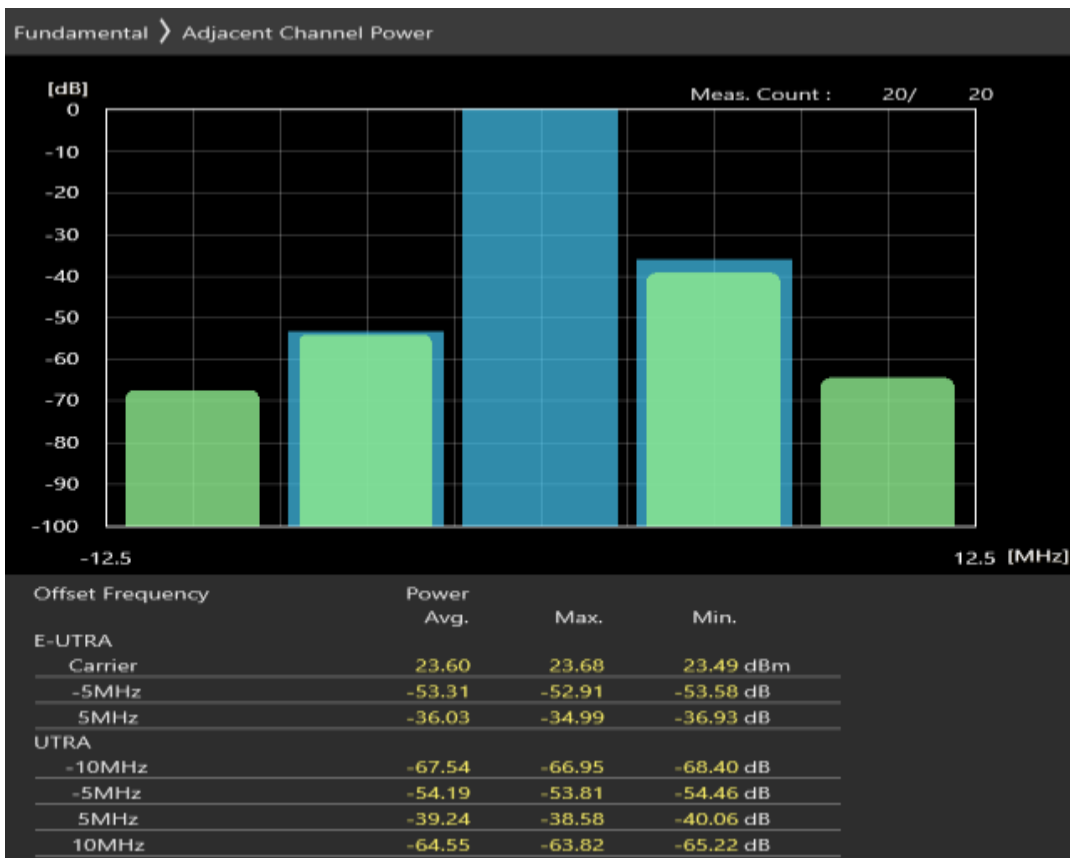 Fundamental ❯ Adjacent Channel Power
[dB]
Meas. Count : 20/ 20
0
-10
-20
-30
-40
-50
-60
-70
-80
-90
-100
-12.5 12.5 [MHz]
Offset Frequency Power
Avg. Max. Min.
E-UTRA
Carrier 23.60 23.68 23.49 dBm
-5MHz -53.31 -52.91 -53.58 dB
5MHz -36.03 -34.99 -36.93 dB
UTRA
-10MHz -67.54 -66.95 -68.40 dB
-5MHz -54.19 -53.81 -54.46 dB
5MHz -39.24 -38.58 -40.06 dB
10MHz -64.55 -63.82 -65.22 dB